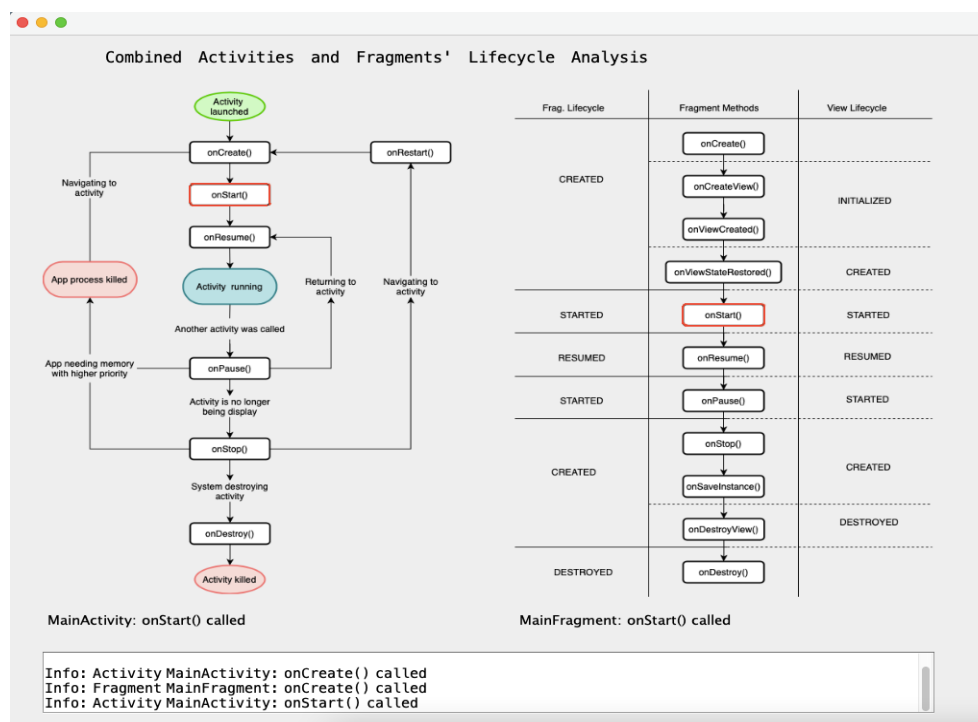 Combined Activities and Fragments' Lifecycle Analysis
Activity
launched
onCreate()
onRestart()
Navigating to
activity
onStart()
onResume()
App process killed
Activity running
Returning to
activity
Navigating to
activity
Another activity was called
App needing memory
with higher priority
onPause()
Activity is no longer
being display
onStop()
System destroying
activity
onDestroy()
Activity killed
Frag. Lifecycle
Fragment Methods
View Lifecycle
onCreate()
CREATED
onCreateView()
INITIALIZED
onViewCreated()
onViewStateRestored()
CREATED
STARTED
onStart()
STARTED
RESUMED
onResume()
RESUMED
STARTED
onPause()
STARTED
onStop()
CREATED
CREATED
onSaveInstance()
onDestroyView()
DESTROYED
DESTROYED
onDestroy()
MainActivity: onStart() called
MainFragment: onStart() called
Info: Activity MainActivity: onCreate() called
Info: Fragment MainFragment: onCreate() called
Info: Activity MainActivity: onStart() called